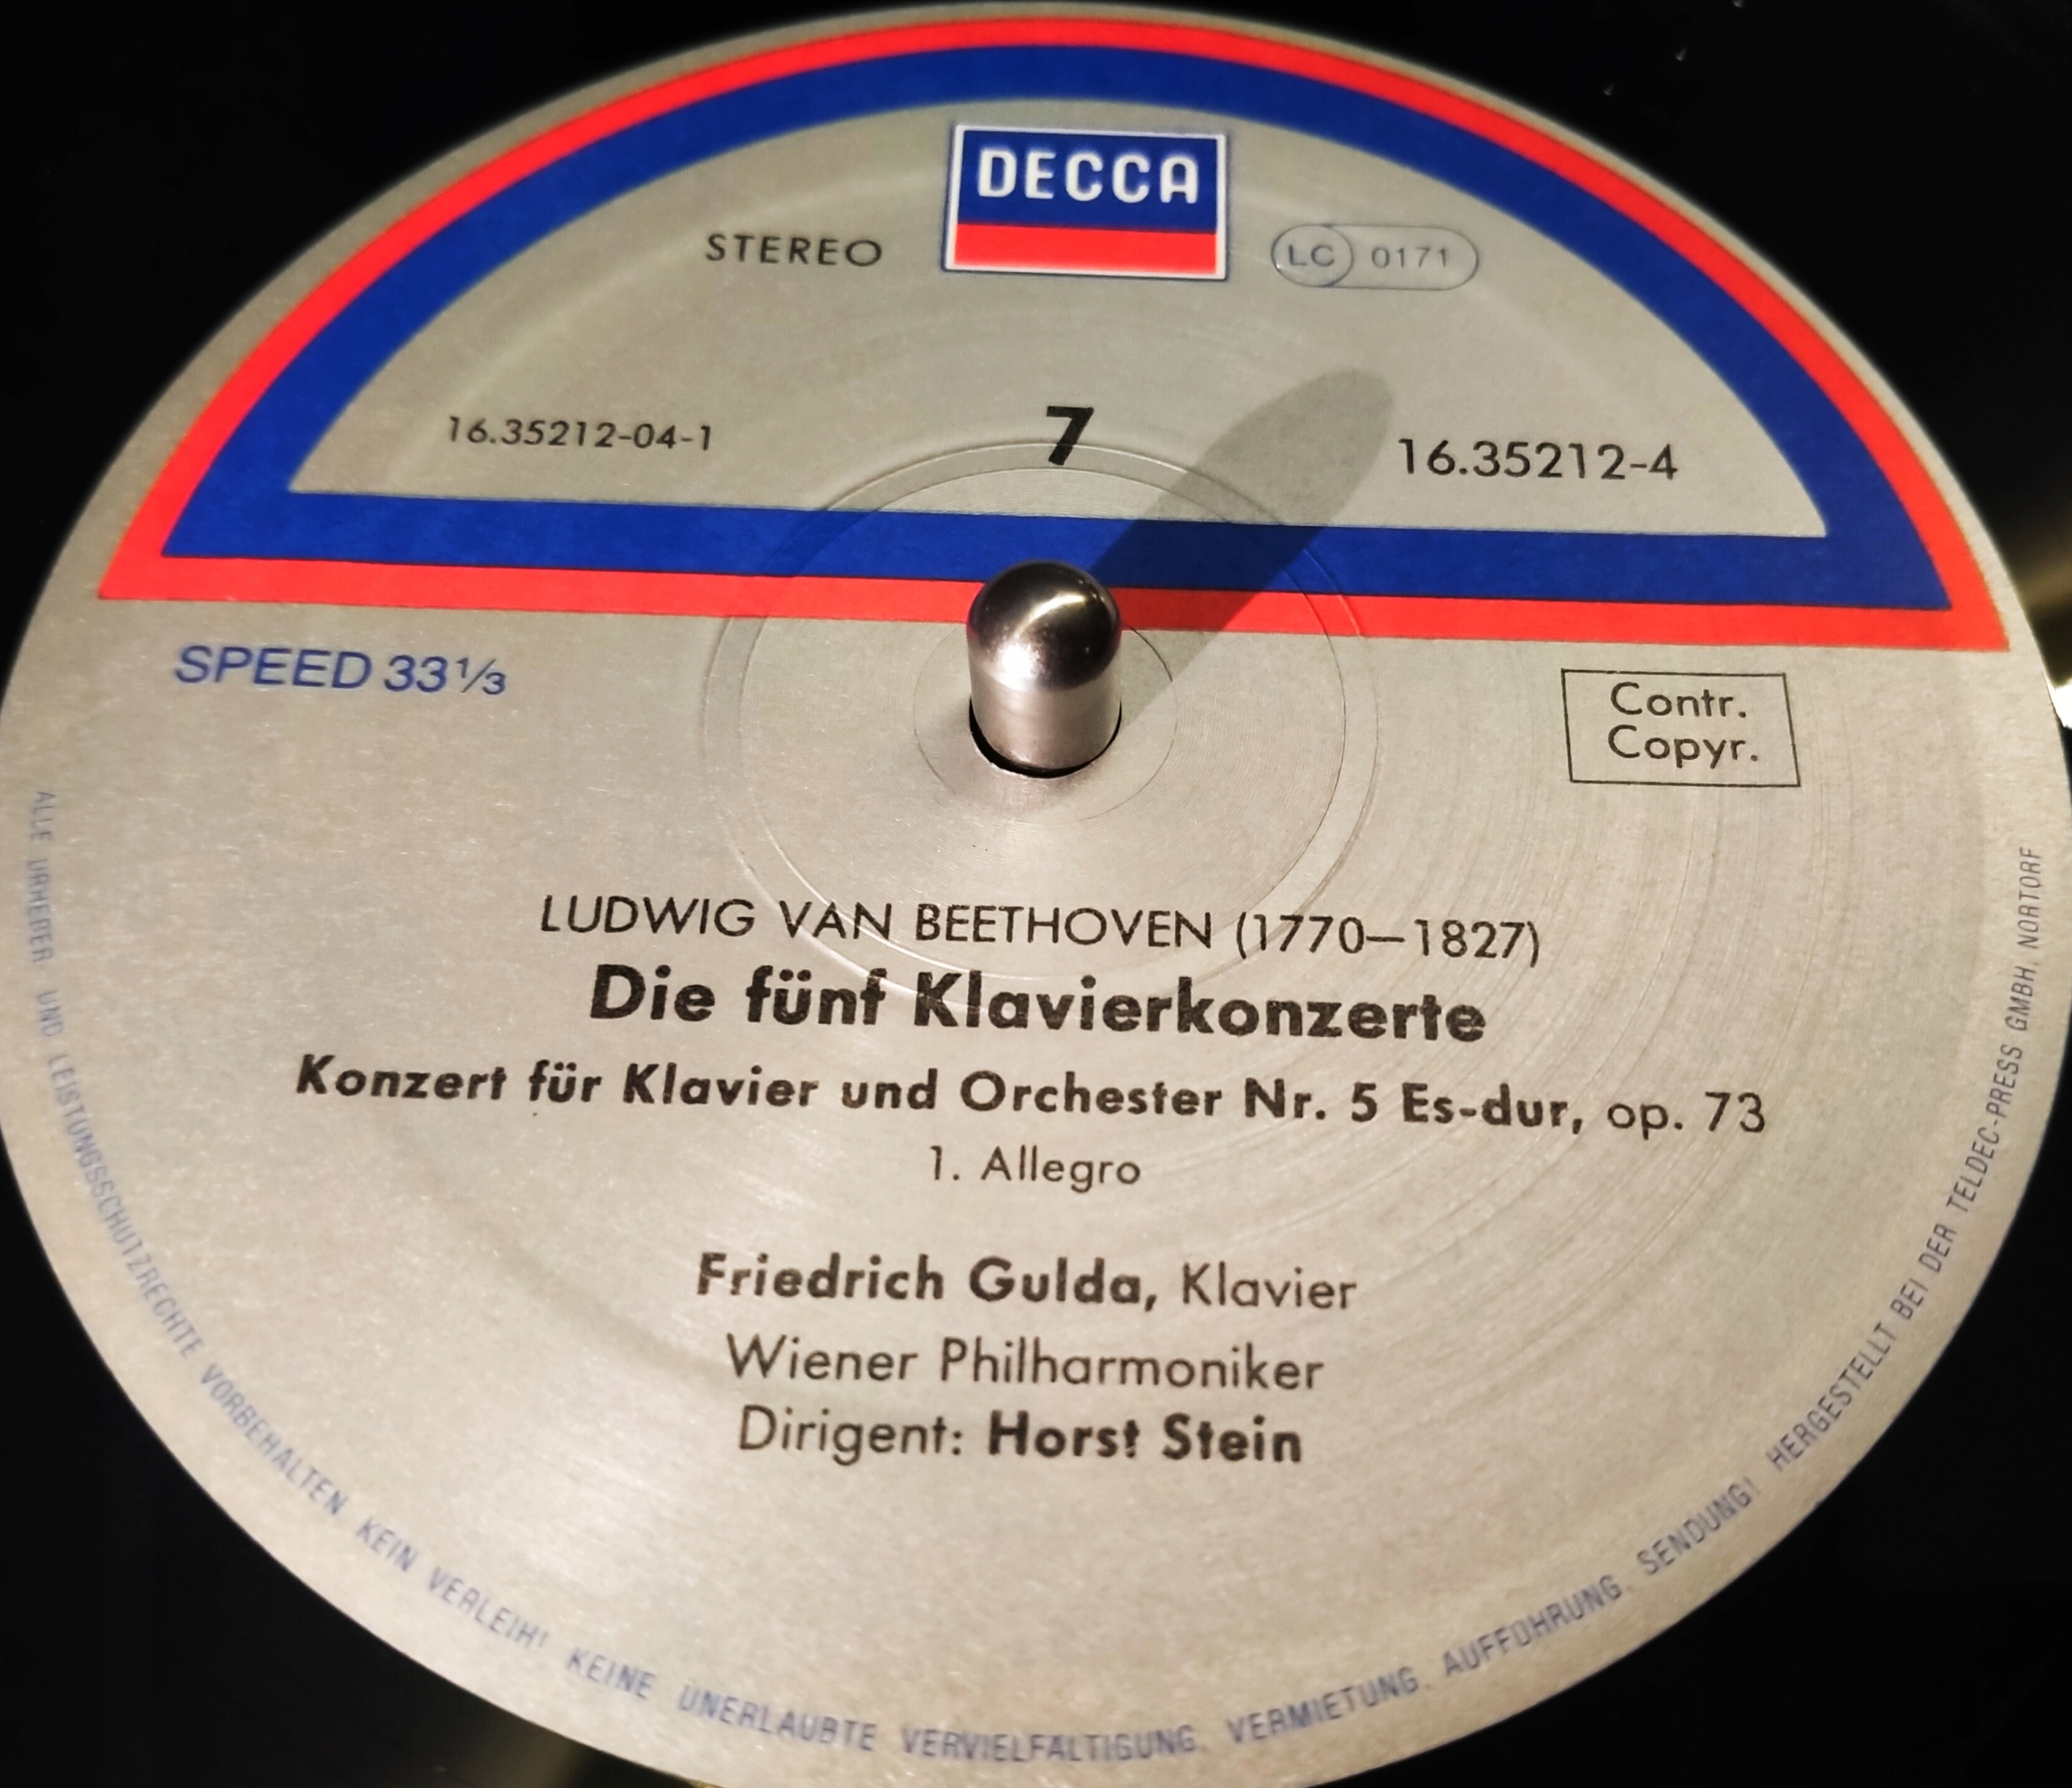 DECCA
STEREO
LC 0171
16.35212-04-1
7
16.35212-4
SPEED 33⅓
Contr.
Copyr.
LUDWIG VAN BEETHOVEN (1770—1827)
Die fünf Klavierkonzerte
Konzert für Klavier und Orchester Nr. 5 Es-dur, op. 73
1. Allegro
Friedrich Gulda, Klavier
Wiener Philharmoniker
Dirigent: Horst Stein
ALLE URHEBER- UND LEISTUNGSSCHUTZRECHTE VORBEHALTEN KEIN VERLEIH! KEINE UNERLAUBTE VERVIELFÄLTIGUNG, VERMIETUNG, AUFFÜHRUNG, SENDUNG! HERGESTELLT BEI DER TELDEC-PRESS GMBH, NORTORF